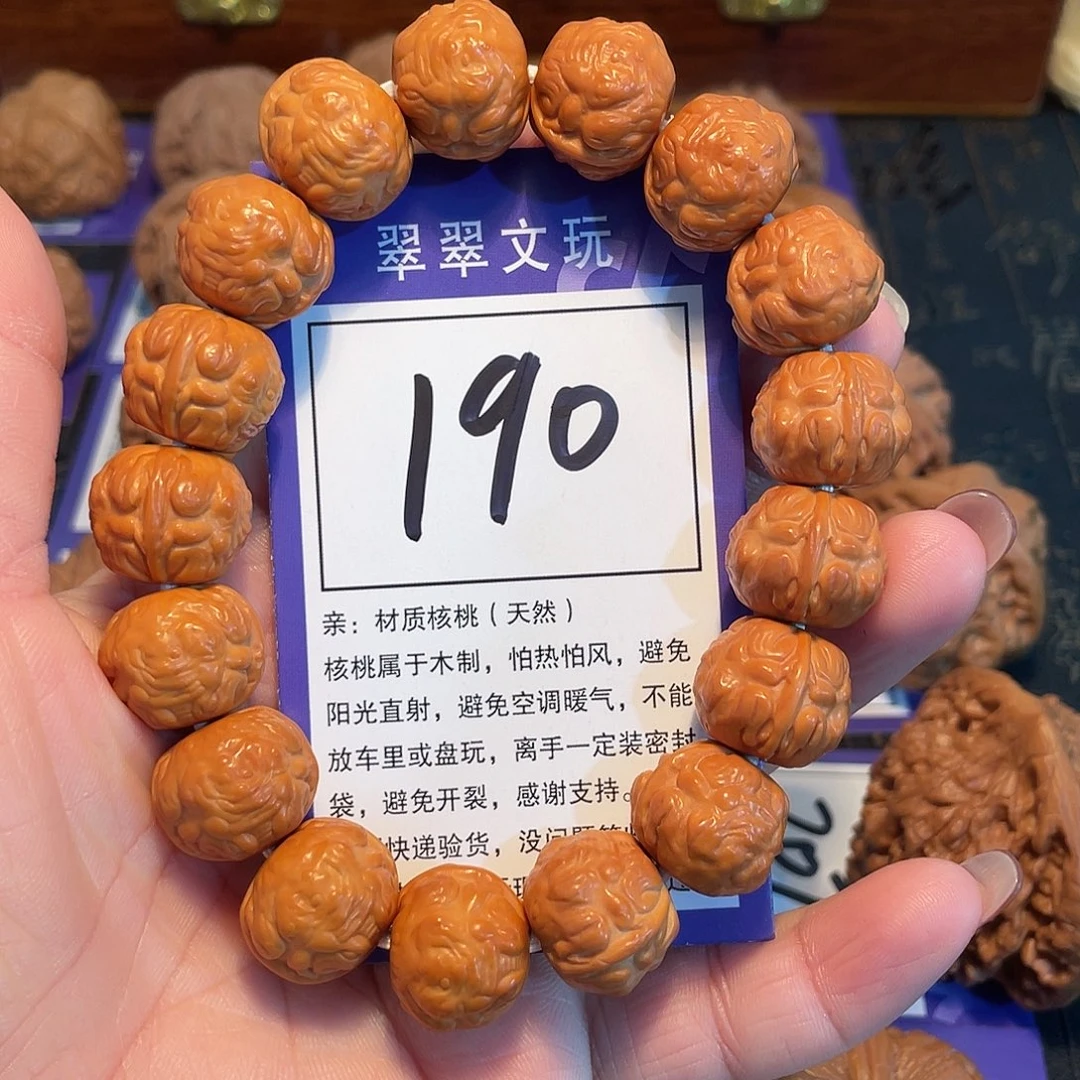 翠翠文玩
190
亲：材质核桃（天然）
核桃属于木制，怕热怕风，避免
阳光直射，避免空调暖气，不能
放车里或盘玩，离手一定装密封
袋，避免开裂，感谢支持。
快递验货，没问题